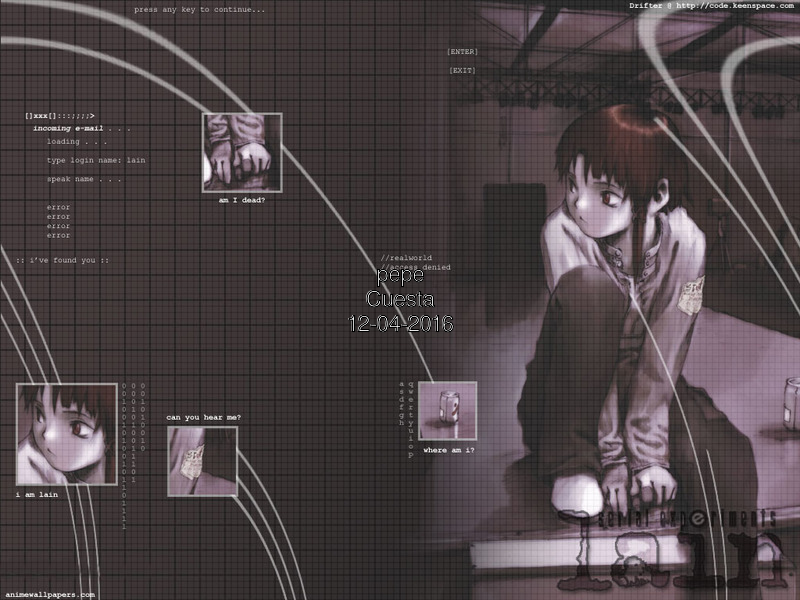 press any key to continue...
Drifter @ http://code.keenspace.com
[ENTER]
[EXIT]
[]xxx[]:::;;;;>
incoming e-mail . . .
loading . . .
type login name: lain
speak name . . .
error
error
error
error
:: i've found you ::
am I dead?
//realworld
//access denied
pepe
Cuesta
12-04-2016
can you hear me?
asdfgh
qwertyuiop
where am i?
i am lain
serial experiments
lain
animewallpapers.com